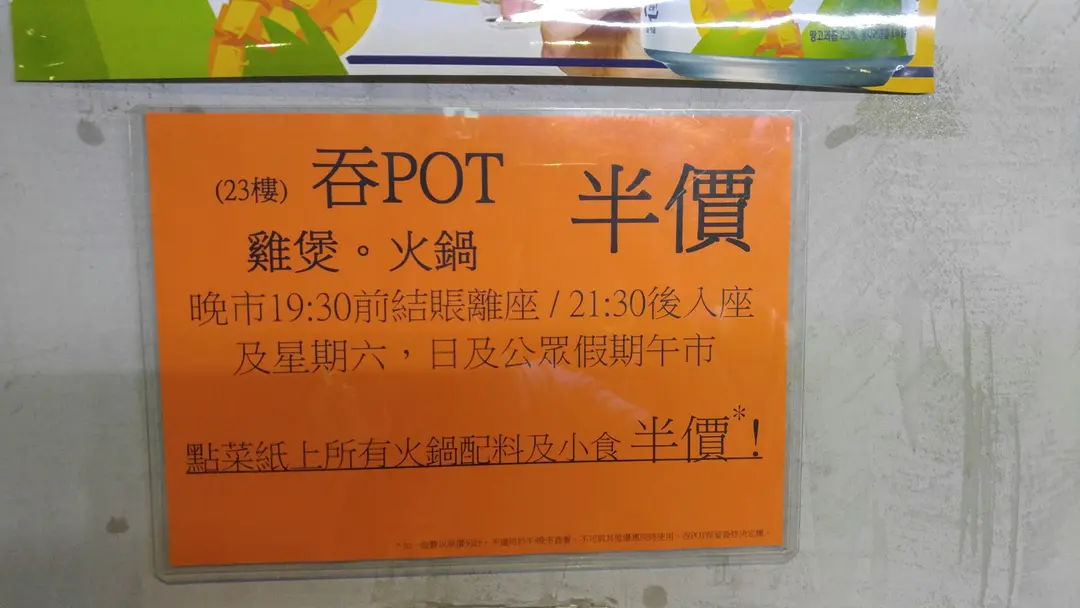 (23樓) 吞POT 半價
雞煲。火鍋
晚市19:30前結賬離座 / 21:30後入座
及星期六，日及公眾假期午市
點菜紙上所有火鍋配料及小食 半價*!